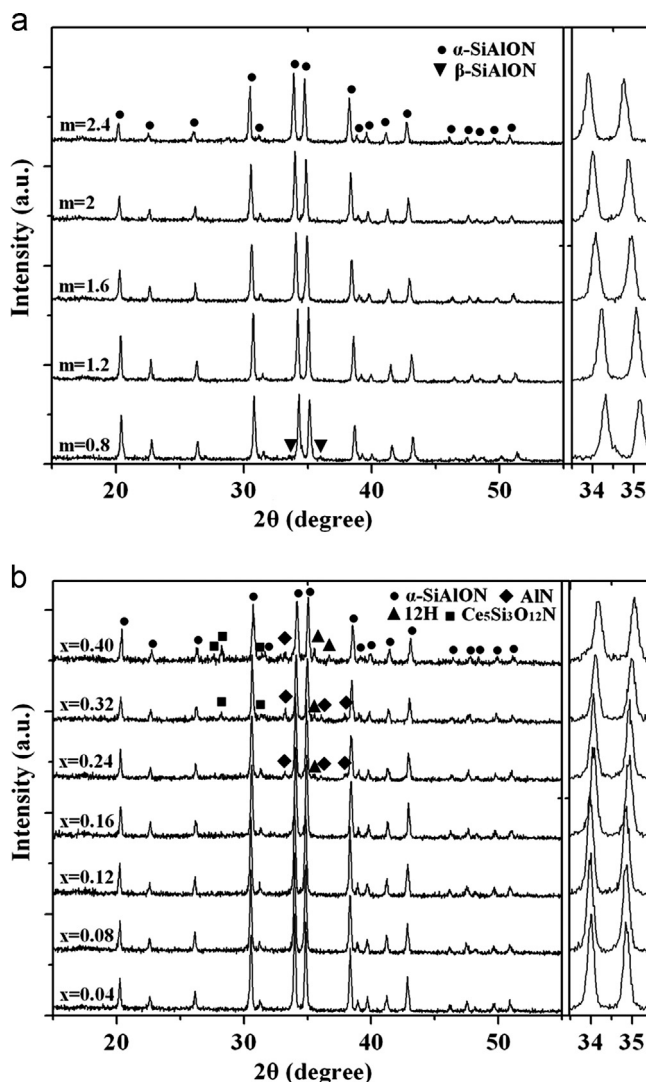 a
● α-SiAlON
▼ β-SiAlON
m=2.4
m=2
m=1.6
m=1.2
m=0.8
Intensity (a.u.)
20 30 40 50 34 35
2θ (degree)
b
● α-SiAlON ◆ AlN
▲ 12H ■ Ce₅Si₃O₁₂N
x=0.40
x=0.32
x=0.24
x=0.16
x=0.12
x=0.08
x=0.04
Intensity (a.u.)
20 30 40 50 34 35
2θ (degree)